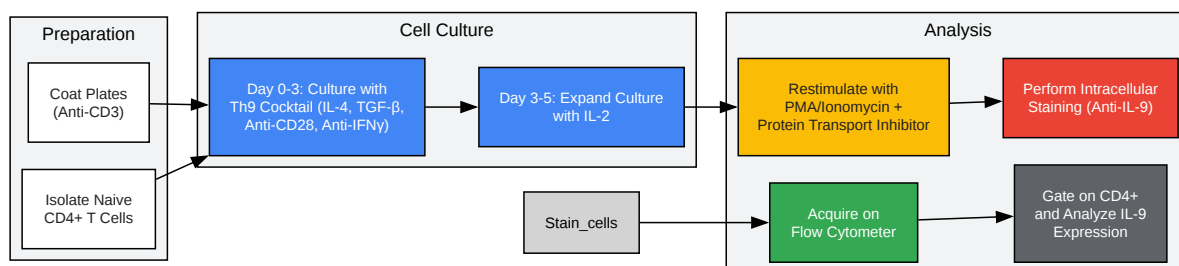 Preparation
Coat Plates
(Anti-CD3)
Isolate Naive
CD4+ T Cells
Cell Culture
Day 0-3: Culture with
Th9 Cocktail (IL-4, TGF-β,
Anti-CD28, Anti-IFNγ)
Day 3-5: Expand Culture
with IL-2
Analysis
Restimulate with
PMA/Ionomycin +
Protein Transport Inhibitor
Perform Intracellular
Staining (Anti-IL-9)
Stain_cells
Acquire on
Flow Cytometer
Gate on CD4+
and Analyze IL-9
Expression